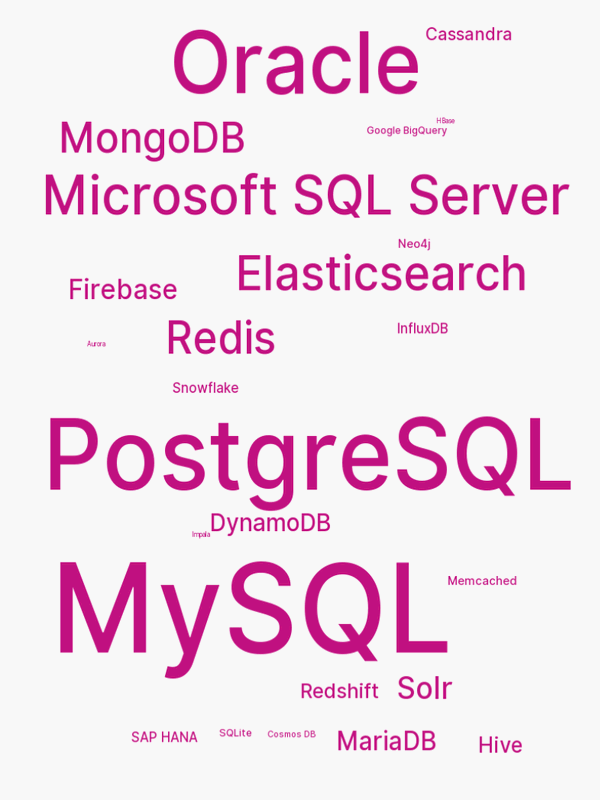 Oracle
Cassandra
HBase
Google BigQuery
MongoDB
Microsoft SQL Server
Neo4j
Elasticsearch
Firebase
InfluxDB
Redis
Aurora
Snowflake
PostgreSQL
DynamoDB
Impala
MySQL
Memcached
Redshift
Solr
SAP HANA
SQLite
Cosmos DB
MariaDB
Hive